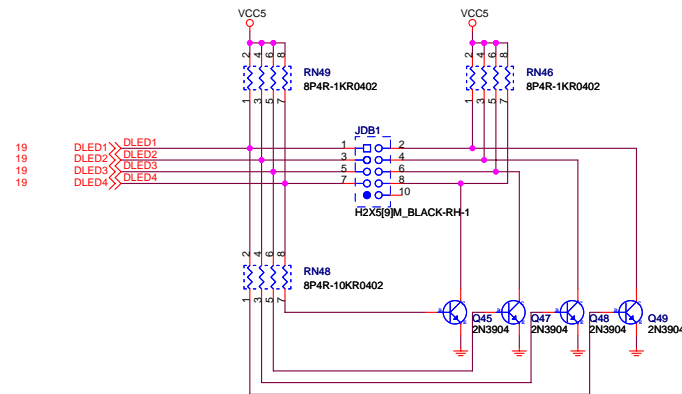 VCC5 VCC5
2 4 6 8 2 4 6 8
RN49 RN46
8P4R-1KR0402 8P4R-1KR0402
1 3 5 7 1 3 5 7
JDB1
19 DLED1 DLED1 1 2
19 DLED2 DLED2 3 4
19 DLED3 DLED3 5 6
19 DLED4 DLED4 7 8
10
H2X5[9]M_BLACK-RH-1
2 4 6 8
RN48
8P4R-10KR0402
1 3 5 7
Q45 Q47 Q48 Q49
2N3904 2N3904 2N3904 2N3904